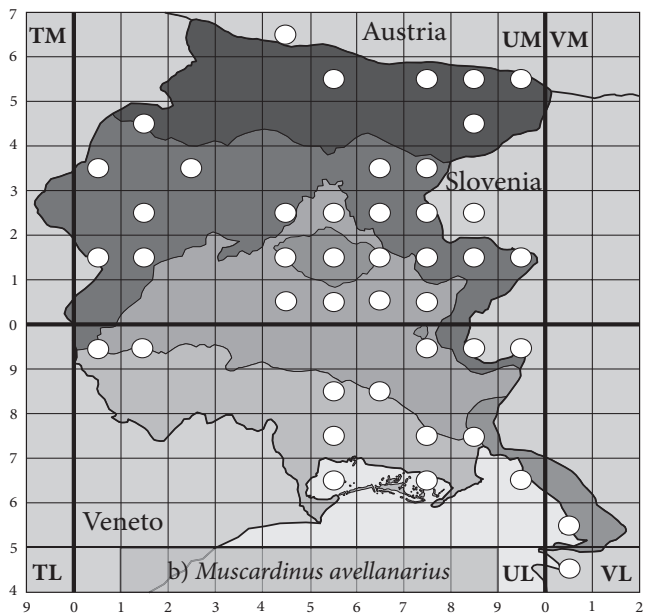 7
TM Austria UM VM
6
5
4
3 Slovenia
2
1
0
9
8
7
6
Veneto
5
TL b) Muscardinus avellanarius UL VL
4
9 0 1 2 3 4 5 6 7 8 9 0 1 2